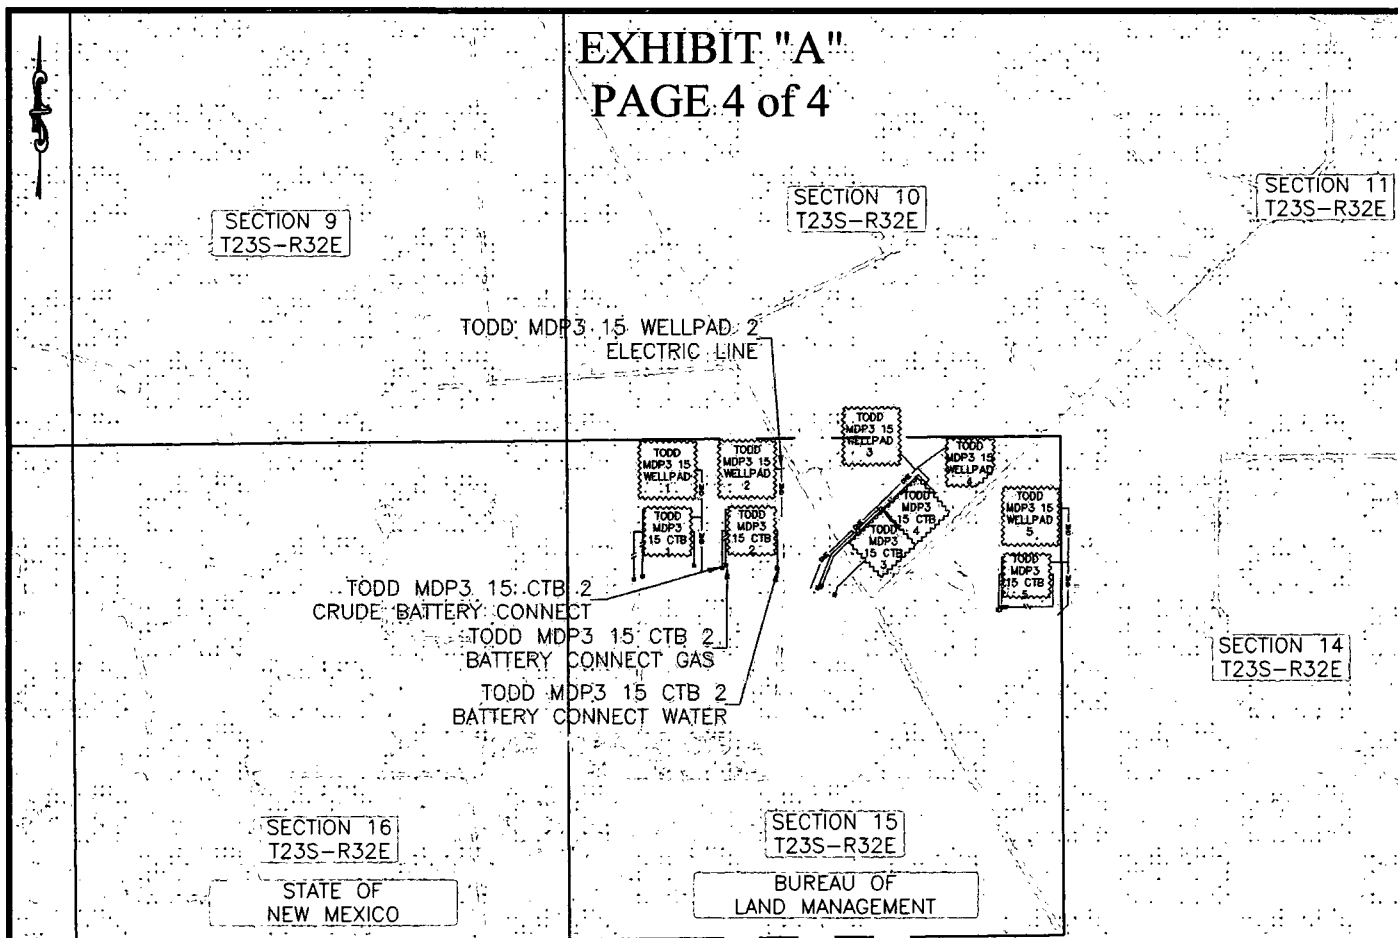 EXHIBIT "A"
PAGE 4 of 4
SECTION 9
T23S-R32E
SECTION 10
T23S-R32E
SECTION 11
T23S-R32E
TODD MDP3 15 WELLPAD 2
ELECTRIC LINE
TODD
MDP3 15
WELLPAD
1
TODD
MDP3 15
WELLPAD
2
TODD
MDP3 15
WELLPAD
3
TODD
MDP3 15
WELLPAD
4
TODD
MDP3 15
WELLPAD
5
TODD
MDP3
15 CTB
1
TODD
MDP3
15 CTB
2
TODD
MDP3
15 CTB
3
TODD
MDP3
15 CTB
4
TODD
MDP3
15 CTB
5
TODD MDP3 15 CTB 2
CRUDE BATTERY CONNECT
TODD MDP3 15 CTB 2
BATTERY CONNECT GAS
TODD MDP3 15 CTB 2
BATTERY CONNECT WATER
SECTION 14
T23S-R32E
SECTION 16
T23S-R32E
STATE OF
NEW MEXICO
SECTION 15
T23S-R32E
BUREAU OF
LAND MANAGEMENT